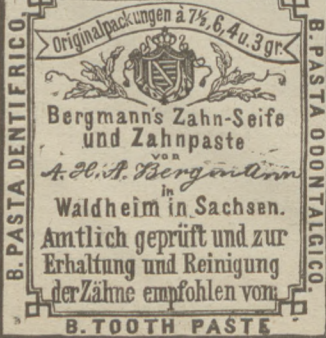 Originalpackungen à 7½, 6, 4 u. 3 gr.
Bergmann's Zahn-Seife
und Zahnpaste
von
A. H. A. Bergmann
in
Waldheim in Sachsen.
Amtlich geprüft und zur
Erhaltung und Reinigung
der Zähne empfohlen von:
B. PASTA DENTIFRICO.
B. PASTA ODONTALGICO.
B. TOOTH PASTE